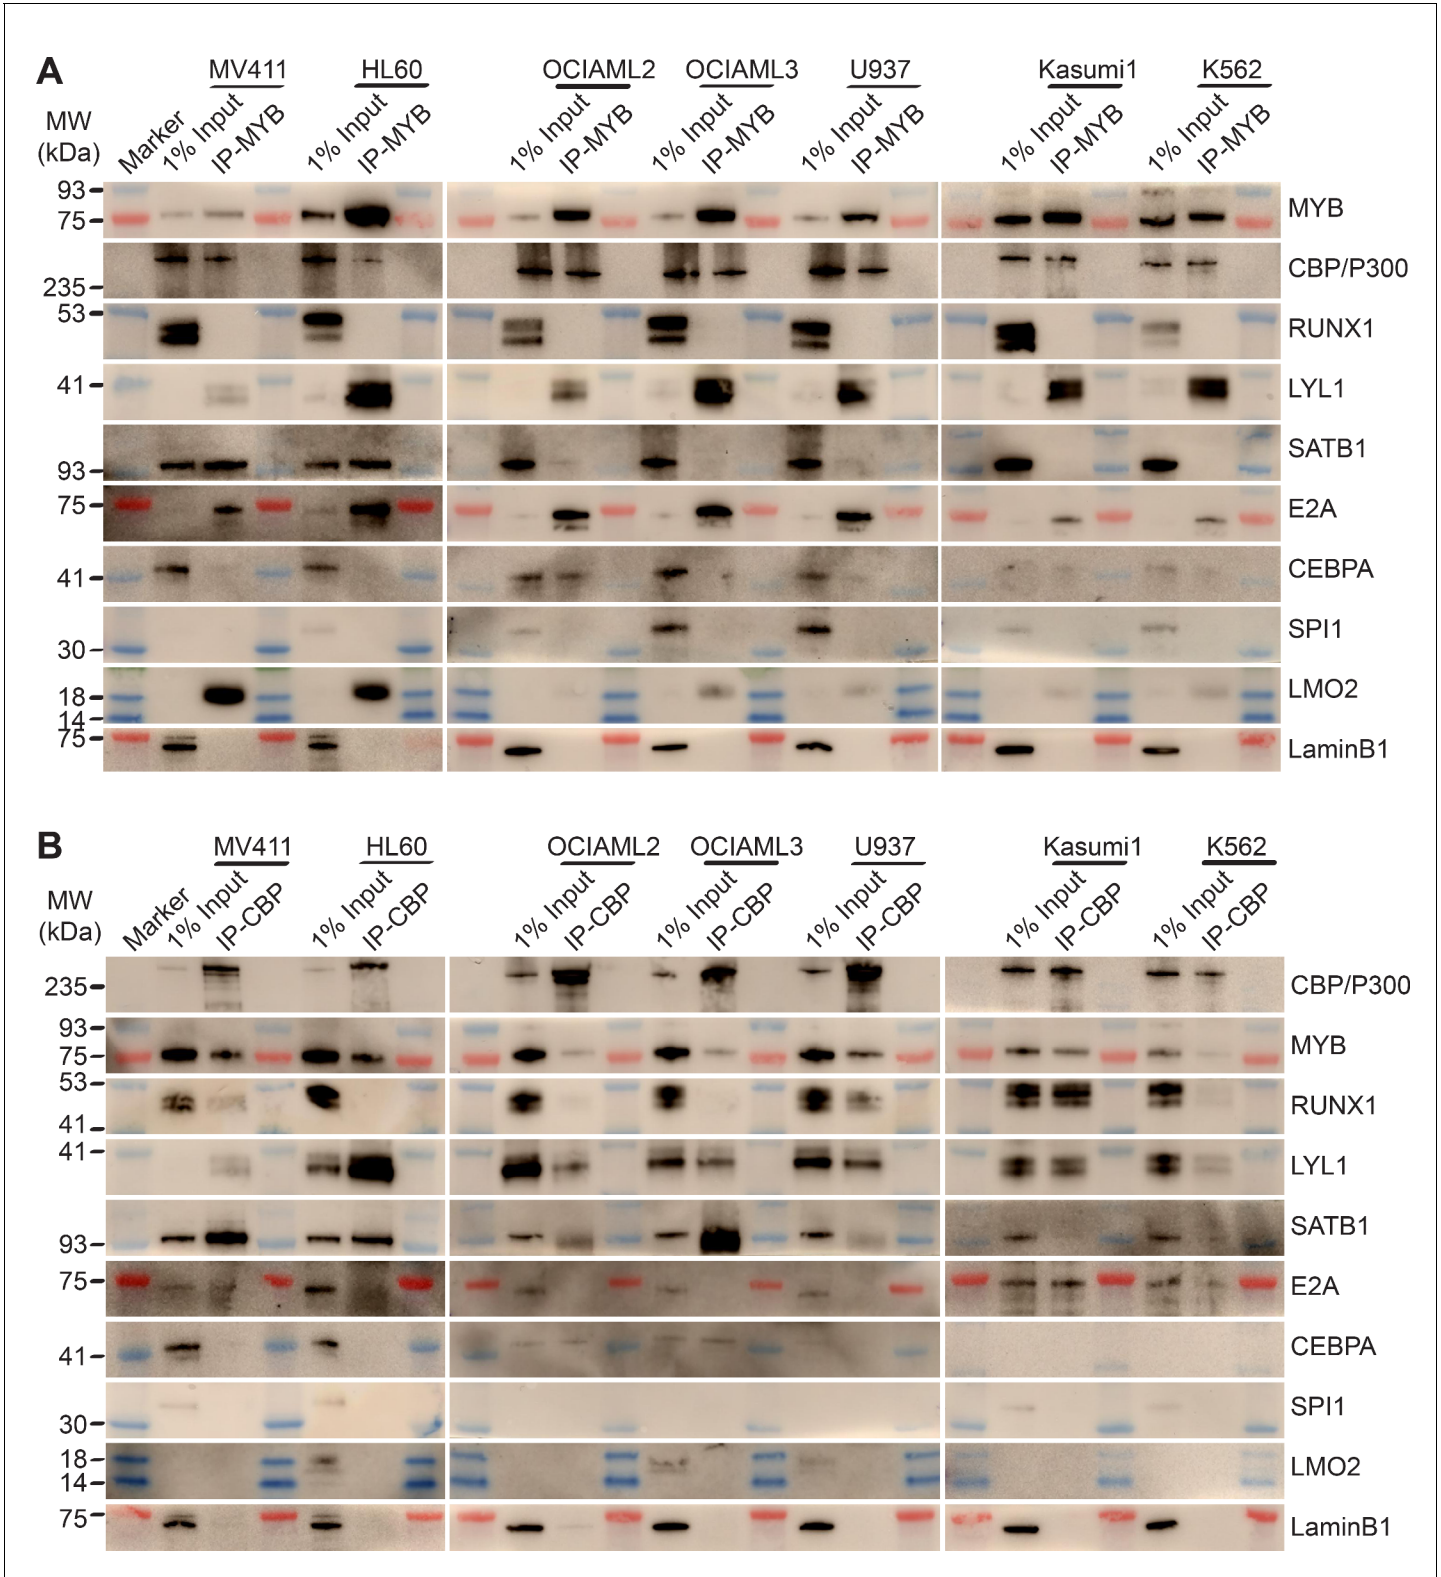 A
MV411 HL60 OCIAML2 OCIAML3 U937 Kasumi1 K562
MW
(kDa)
Marker 1% Input IP-MYB 1% Input IP-MYB 1% Input IP-MYB 1% Input IP-MYB 1% Input IP-MYB 1% Input IP-MYB 1% Input IP-MYB
93
75 MYB
235 CBP/P300
53 RUNX1
41 LYL1
93 SATB1
75 E2A
41 CEBPA
30 SPI1
18 LMO2
14
75 LaminB1
B
MV411 HL60 OCIAML2 OCIAML3 U937 Kasumi1 K562
MW
(kDa)
Marker 1% Input IP-CBP 1% Input IP-CBP 1% Input IP-CBP 1% Input IP-CBP 1% Input IP-CBP 1% Input IP-CBP 1% Input IP-CBP
235 CBP/P300
93
75 MYB
53
41 RUNX1
41 LYL1
93 SATB1
75 E2A
41 CEBPA
30 SPI1
18 LMO2
14
75 LaminB1